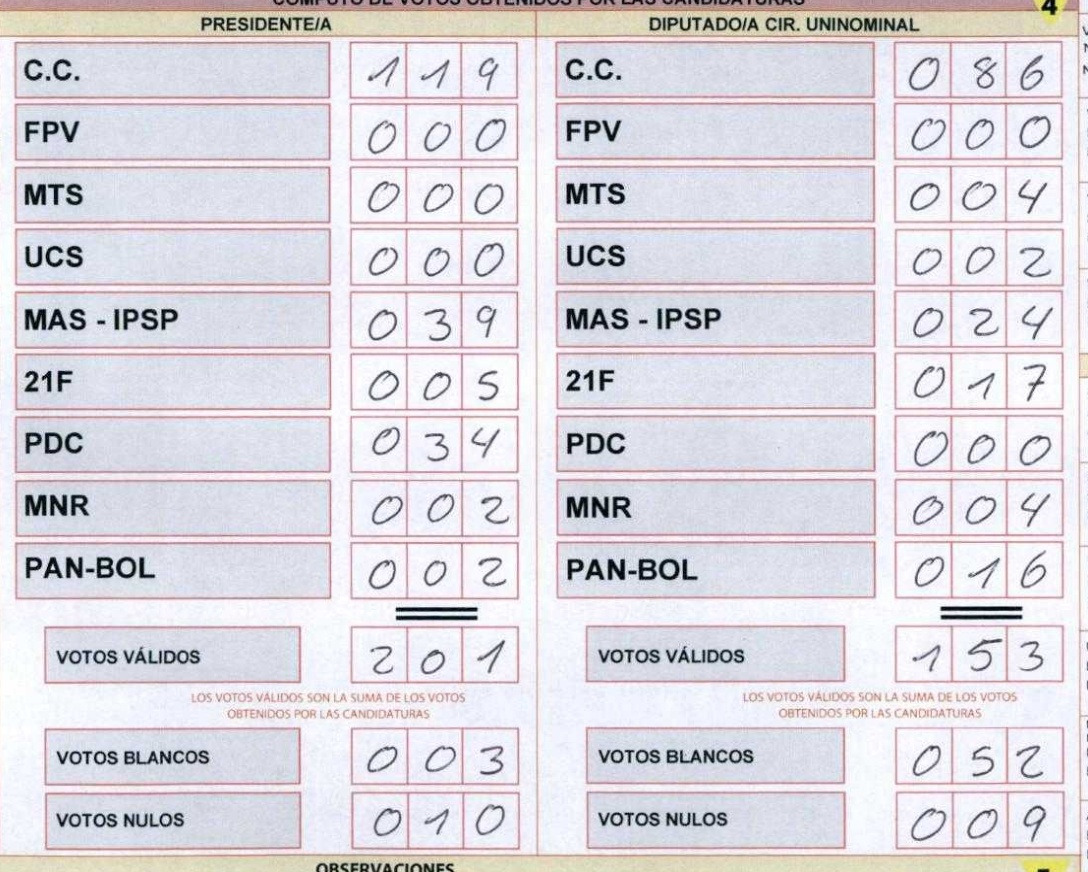 CÓMPUTO DE VOTOS OBTENIDOS POR LAS CANDIDATURAS 4
PRESIDENTE/A
C.C. 1 1 9
FPV 0 0 0
MTS 0 0 0
UCS 0 0 0
MAS - IPSP 0 3 9
21F 0 0 5
PDC 0 3 4
MNR 0 0 2
PAN-BOL 0 0 2
VOTOS VÁLIDOS 2 0 1
LOS VOTOS VÁLIDOS SON LA SUMA DE LOS VOTOS
OBTENIDOS POR LAS CANDIDATURAS
VOTOS BLANCOS 0 0 3
VOTOS NULOS 0 1 0
DIPUTADO/A CIR. UNINOMINAL
C.C. 0 8 6
FPV 0 0 0
MTS 0 0 4
UCS 0 0 2
MAS - IPSP 0 2 4
21F 0 1 7
PDC 0 0 0
MNR 0 0 4
PAN-BOL 0 1 6
VOTOS VÁLIDOS 1 5 3
LOS VOTOS VÁLIDOS SON LA SUMA DE LOS VOTOS
OBTENIDOS POR LAS CANDIDATURAS
VOTOS BLANCOS 0 5 2
VOTOS NULOS 0 0 9
OBSERVACIONES 5